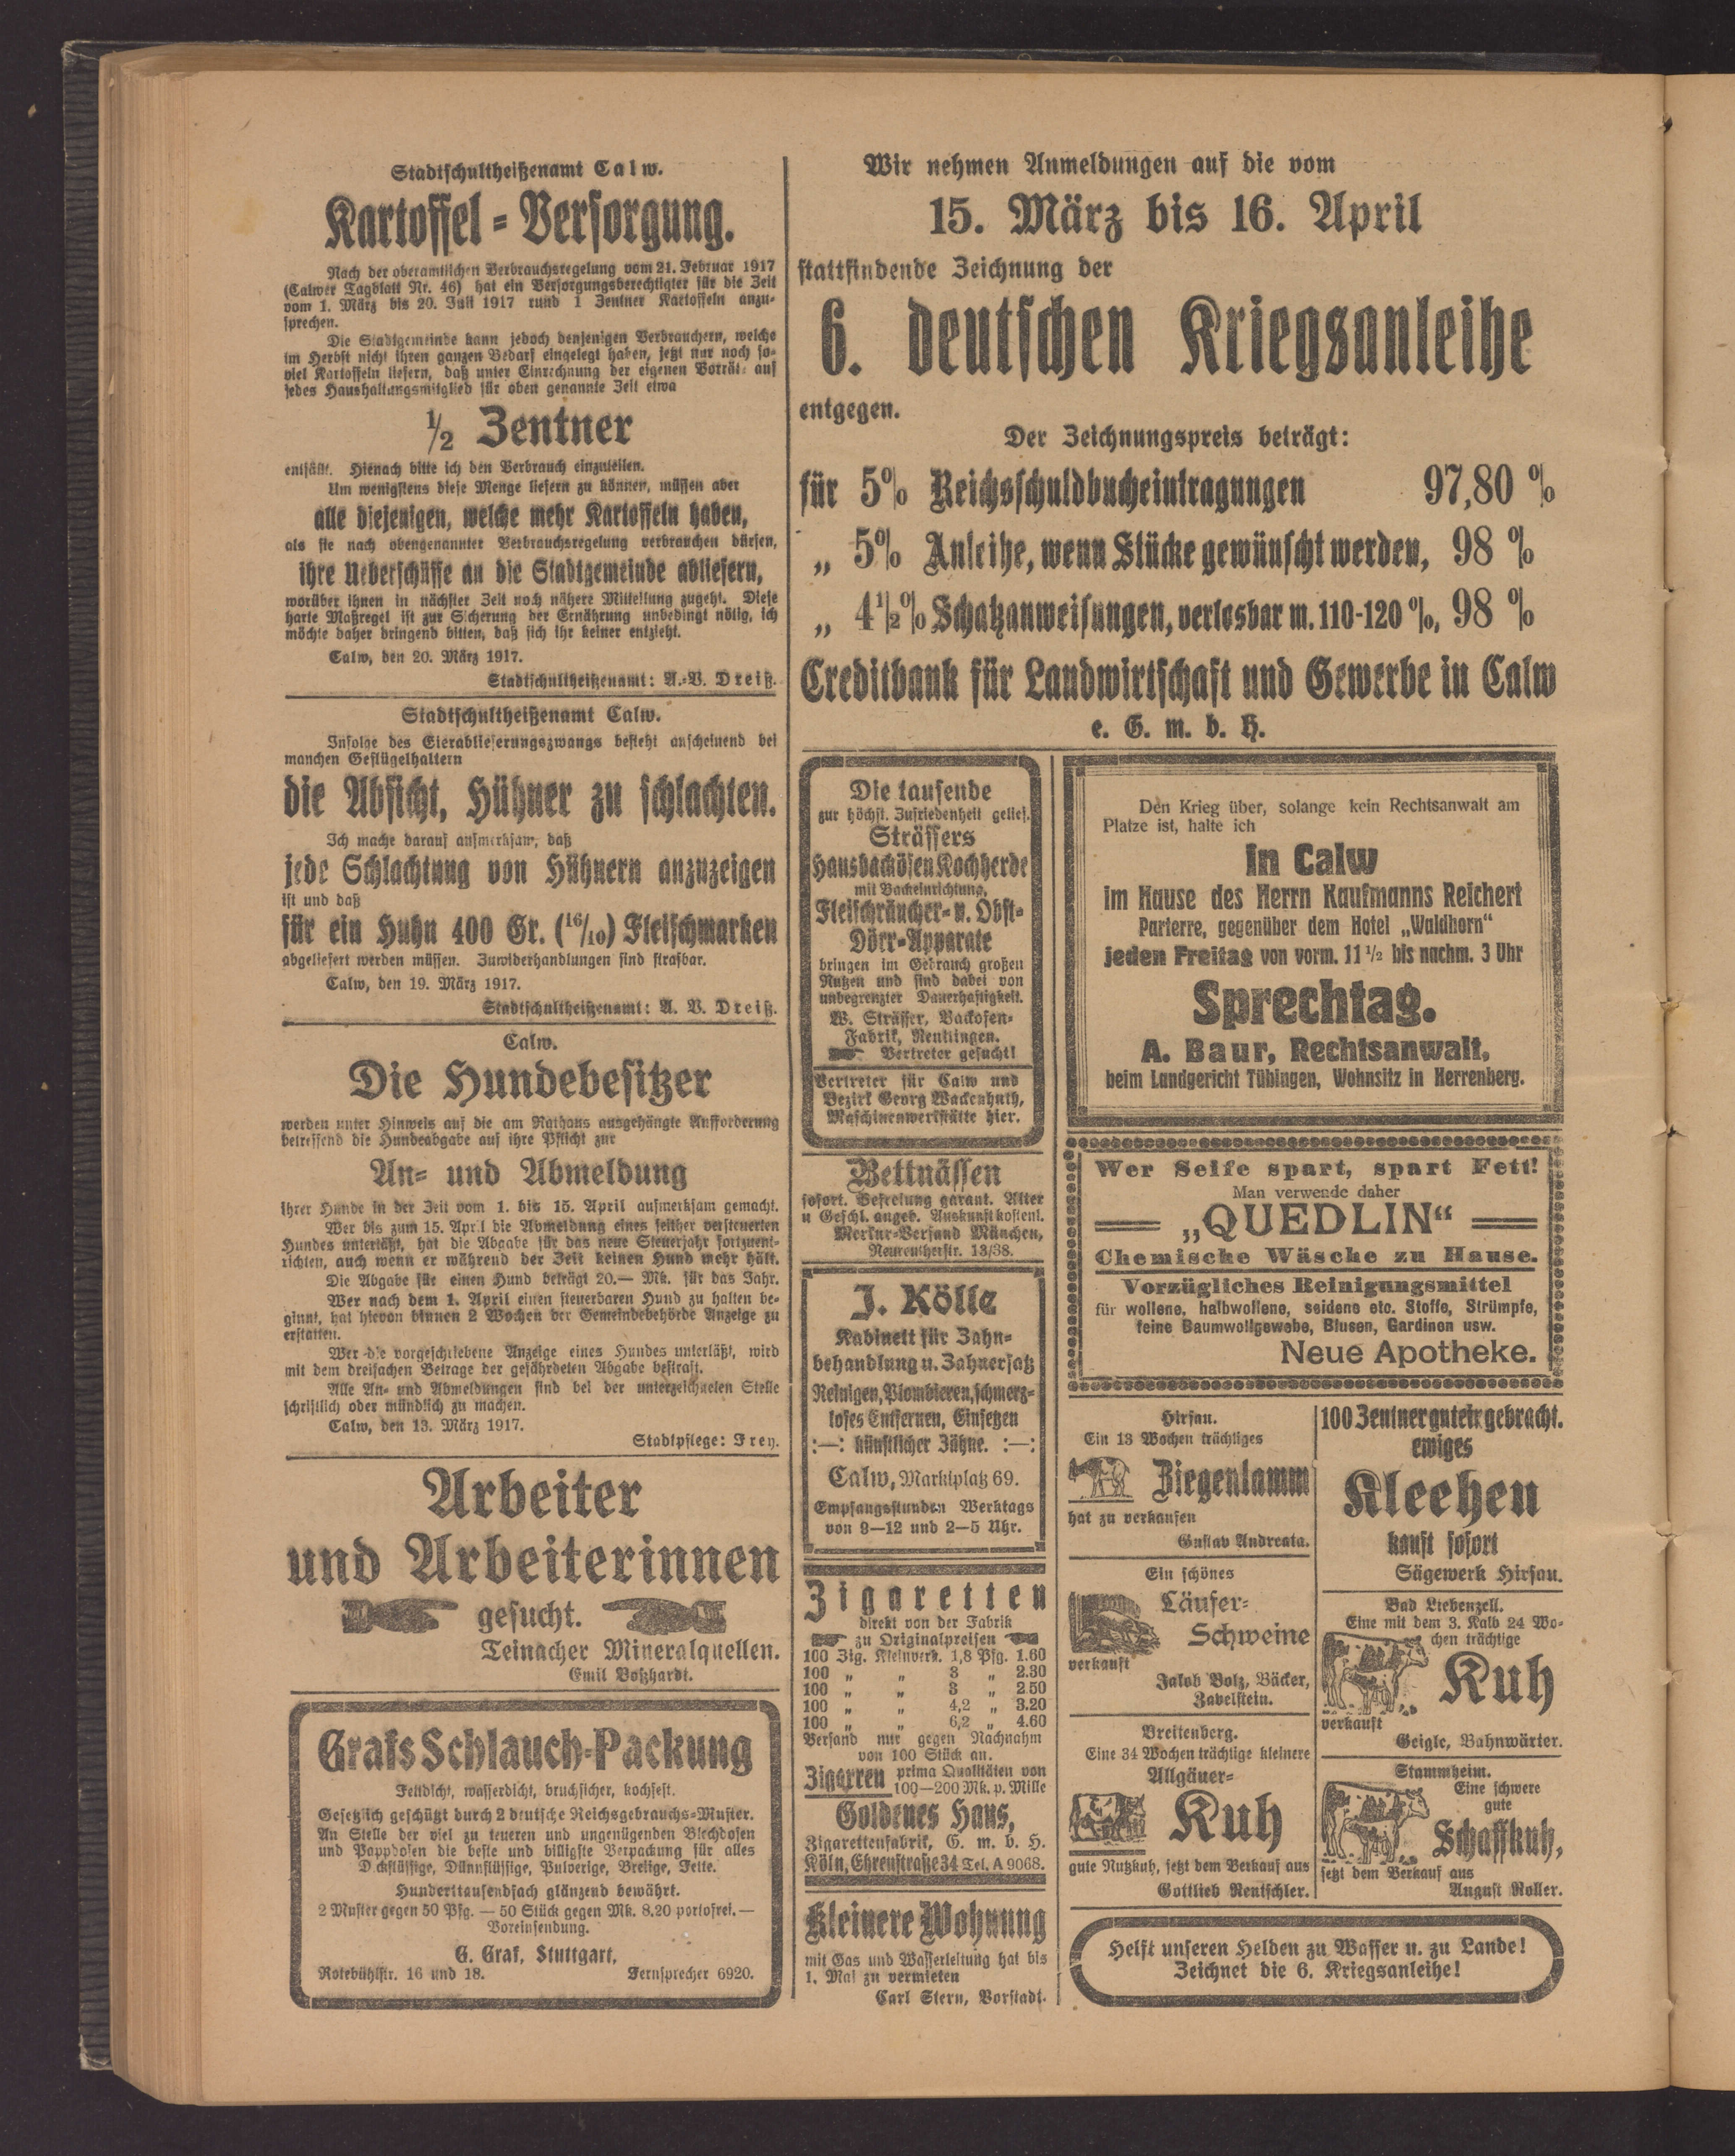 Stadtschultheißenamt Calw.
Kartoffel-Versorgung.
Nach der oberamtlichen Verbrauchsregelung vom 21. Februar 1917
(Calwer Tagblatt Nr. 46) hat ein Versorgungsberechtigter für die Zeit
vom 1. März bis 20. Juli 1917 rund 1 Zentner Kartoffeln anzu-
sprechen.
Die Stadtgemeinde kann jedoch denjenigen Verbrauchern, welche
im Herbst nicht ihren ganzen Bedarf eingelegt haben, jetzt nur noch so-
viel Kartoffeln liefern, daß unter Einrechnung der eigenen Vorräte auf
jedes Haushaltungsmitglied für oben genannte Zeit etwa
½ Zentner
entfällt. Hienach bitte ich den Verbrauch einzuteilen.
Um wenigstens diese Menge liefern zu können, müssen aber
alle diejenigen, welche mehr Kartoffeln haben,
als sie nach obengenannter Verbrauchsregelung verbrauchen dürfen,
ihre Ueberschüsse an die Stadtgemeinde abliefern,
worüber ihnen in nächster Zeit noch nähere Mitteilung zugeht. Diese
harte Maßregel ist zur Sicherung der Ernährung unbedingt nötig, ich
möchte daher dringend bitten, daß sich ihr keiner entzieht.
Calw, den 20. März 1917.
Stadtschultheißenamt: A.-V. Dreiß.
Stadtschultheißenamt Calw.
Infolge des Eierablieferungszwangs besteht anscheinend bei
manchen Geflügelhaltern
die Absicht, Hühner zu schlachten.
Ich mache darauf aufmerksam, daß
jede Schlachtung von Hühnern anzuzeigen
ist und daß
für ein Huhn 400 Gr. (16/10) Fleischmarken
abgeliefert werden müssen. Zuwiderhandlungen sind strafbar.
Calw, den 19. März 1917.
Stadtschultheißenamt: A. V. Dreiß.
Calw.
Die Hundebesitzer
werden unter Hinweis auf die am Rathaus ausgehängte Aufforderung
betreffend die Hundeabgabe auf ihre Pflicht zur
An- und Abmeldung
ihrer Hunde in der Zeit vom 1. bis 15. April aufmerksam gemacht.
Wer bis zum 15. April die Abmeldung eines seither versteuerten
Hundes unterläßt, hat die Abgabe für das neue Steuerjahr fortzuent-
richten, auch wenn er während der Zeit keinen Hund mehr hält.
Die Abgabe für einen Hund beträgt 20.— Mk. für das Jahr.
Wer nach dem 1. April einen steuerbaren Hund zu halten be-
ginnt, hat hievon binnen 2 Wochen der Gemeindebehörde Anzeige zu
erstatten.
Wer die vorgeschriebene Anzeige eines Hundes unterläßt, wird
mit dem dreifachen Betrage der gefährdeten Abgabe bestraft.
Alle An- und Abmeldungen sind bei der unterzeichneten Stelle
schriftlich oder mündlich zu machen.
Calw, den 13. März 1917.
Stadtpflege: Frey.
Arbeiter
und Arbeiterinnen
gesucht.
Teinacher Mineralquellen.
Emil Boßhardt.
Grafs Schlauch-Packung
Fettdicht, wasserdicht, bruchsicher, kochfest.
Gesetzlich geschützt durch 2 deutsche Reichsgebrauchs-Muster.
An Stelle der viel zu teueren und ungenügenden Blechdosen
und Pappdosen die beste und billigste Verpackung für alles
Dickflüssige, Dünnflüssige, Pulverige, Breiige, Fette.
Hunderttausendfach glänzend bewährt.
2 Muster gegen 50 Pfg. — 50 Stück gegen Mk. 8.20 portofrei. —
Voreinsendung.
G. Graf, Stuttgart,
Rotebühlstr. 16 und 18. Fernsprecher 6920.
Wir nehmen Anmeldungen auf die vom
15. März bis 16. April
stattfindende Zeichnung der
6. deutschen Kriegsanleihe
entgegen.
Der Zeichnungspreis beträgt:
für 5% Reichsschuldbucheintragungen 97,80 %
„ 5% Anleihe, wenn Stücke gewünscht werden, 98 %
„ 4½% Schatzanweisungen, verlosbar m. 110-120 %, 98 %
Creditbank für Landwirtschaft und Gewerbe in Calw
e. G. m. b. H.
Die tausende
zur höchst. Zufriedenheit gelief.
Strässers
Hausbacköfen Kochherde
mit Backeinrichtung,
Fleischräucher- u. Obst-
Dörr-Apparate
bringen im Gebrauch großen
Nutzen und sind dabei von
unbegrenzter Dauerhaftigkeit.
W. Strässer, Backofen-
Fabrik, Reutlingen.
Vertreter gesucht!
Vertreter für Calw und
Bezirk Georg Wackenhuth,
Maschinenwerkstätte hier.
Bettnässen
sofort. Befreiung garant. Alter
u Geschl. angeb. Auskunft kostenl.
Merkur-Versand München,
Neureutherstr. 13/38.
J. Kölle
Kabinett für Zahn-
behandlung u. Zahnersatz
Reinigen, Plombieren, schmerz-
loses Entfernen, Einsetzen
:—: künstlicher Zähne. :—:
Calw, Marktplatz 69.
Empfangsstunden Werktags
von 9—12 und 2—5 Uhr.
Zigaretten
direkt von der Fabrik
zu Originalpreisen
100 Zig. Kleinverk. 1,8 Pfg. 1.60
100 „ „ 3 „ 2.30
100 „ „ 3 „ 2.50
100 „ „ 4,2 „ 3.20
100 „ „ 6,2 „ 4.60
Versand nur gegen Nachnahm
von 100 Stück an.
Zigarren prima Qualitäten von
100—200 Mk. p. Mille
Goldenes Haus,
Zigarettenfabrik, G. m. b. H.
Köln, Ehrenstraße 34 Tel. A 9068.
Kleinere Wohnung
mit Gas und Wasserleitung hat bis
1. Mai zu vermieten
Carl Stern, Vorstadt.
Den Krieg über, solange kein Rechtsanwalt am
Platze ist, halte ich
in Calw
im Hause des Herrn Kaufmanns Reichert
Parterre, gegenüber dem Hotel „Waldhorn“
jeden Freitag von vorm. 11½ bis nachm. 3 Uhr
Sprechtag.
A. Baur, Rechtsanwalt,
beim Landgericht Tübingen, Wohnsitz in Herrenberg.
Wer Seife spart, spart Fett!
Man verwende daher
„QUEDLIN“
Chemische Wäsche zu Hause.
Vorzügliches Reinigungsmittel
für wollene, halbwollene, seidene etc. Stoffe, Strümpfe,
feine Baumwollgewebe, Blusen, Gardinen usw.
Neue Apotheke.
Hirsau.
Ein 13 Wochen trächtiges
Ziegenlamm
hat zu verkaufen
Gustav Andreata.
Ein schönes
Läufer-
Schweine
verkauft
Jakob Bolz, Bäcker,
Zavelstein.
Breitenberg.
Eine 34 Wochen trächtige kleinere
Allgäuer-
Kuh
gute Nutzkuh, setzt dem Verkauf aus
Gottlieb Rentschler.
100 Zentner gut eingebracht.
ewiges
Kleeheu
kauft sofort
Sägewerk Hirsau.
Bad Liebenzell.
Eine mit dem 3. Kalb 24 Wo-
chen trächtige
Kuh
verkauft
Geigle, Bahnwärter.
Stammheim.
Eine schwere
gute
Schaffkuh,
setzt dem Verkauf aus
August Roller.
Helft unseren Helden zu Wasser u. zu Lande!
Zeichnet die 6. Kriegsanleihe!